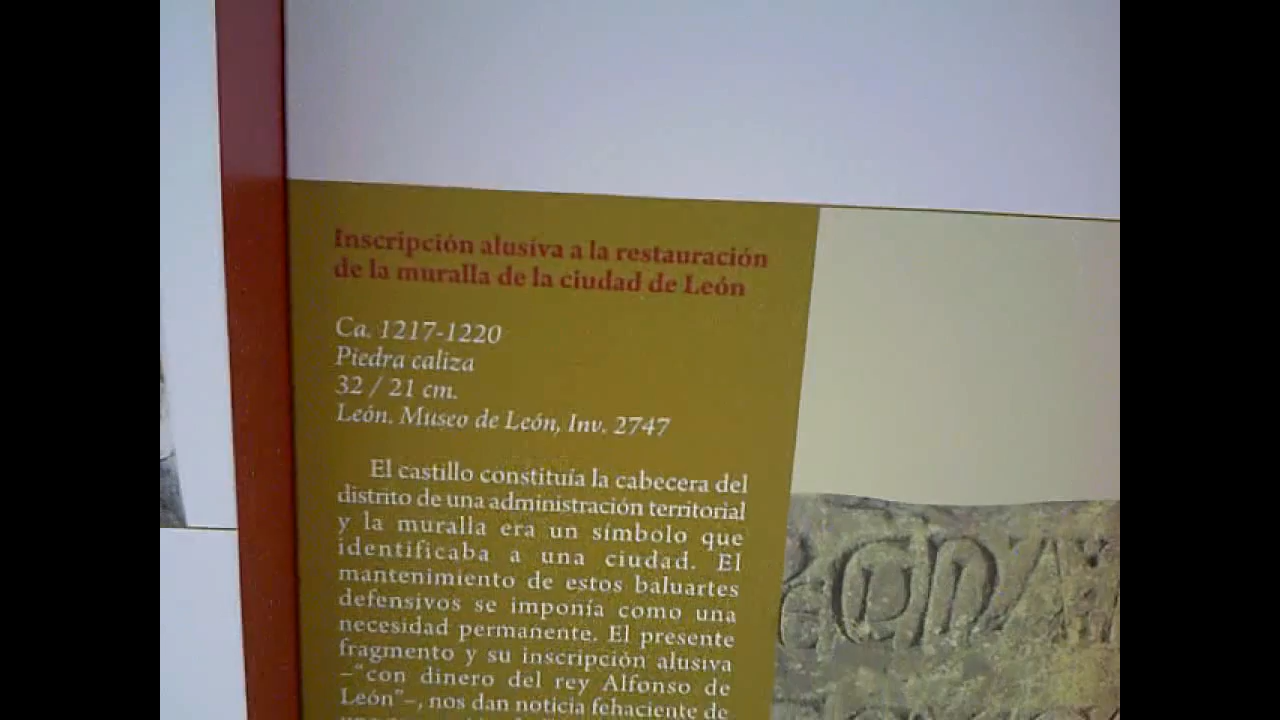 Inscripción alusiva a la restauración
de la muralla de la ciudad de León
Ca. 1217-1220
Piedra caliza
32 / 21 cm.
León. Museo de León, Inv. 2747
El castillo constituía la cabecera del
distrito de una administración territorial
y la muralla era un símbolo que
identificaba a una ciudad. El
mantenimiento de estos baluartes
defensivos se imponía como una
necesidad permanente. El presente
fragmento y su inscripción alusiva
–“con dinero del rey Alfonso de
León”–, nos dan noticia fehaciente de